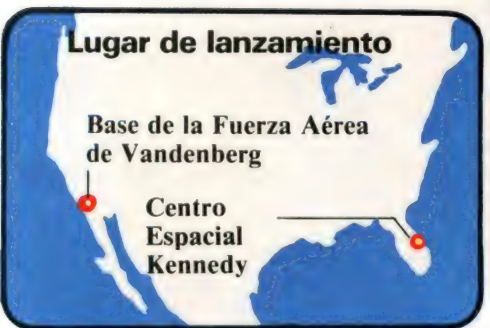 Lugar de lanzamiento
Base de la Fuerza Aérea
de Vandenberg
Centro
Espacial
Kennedy